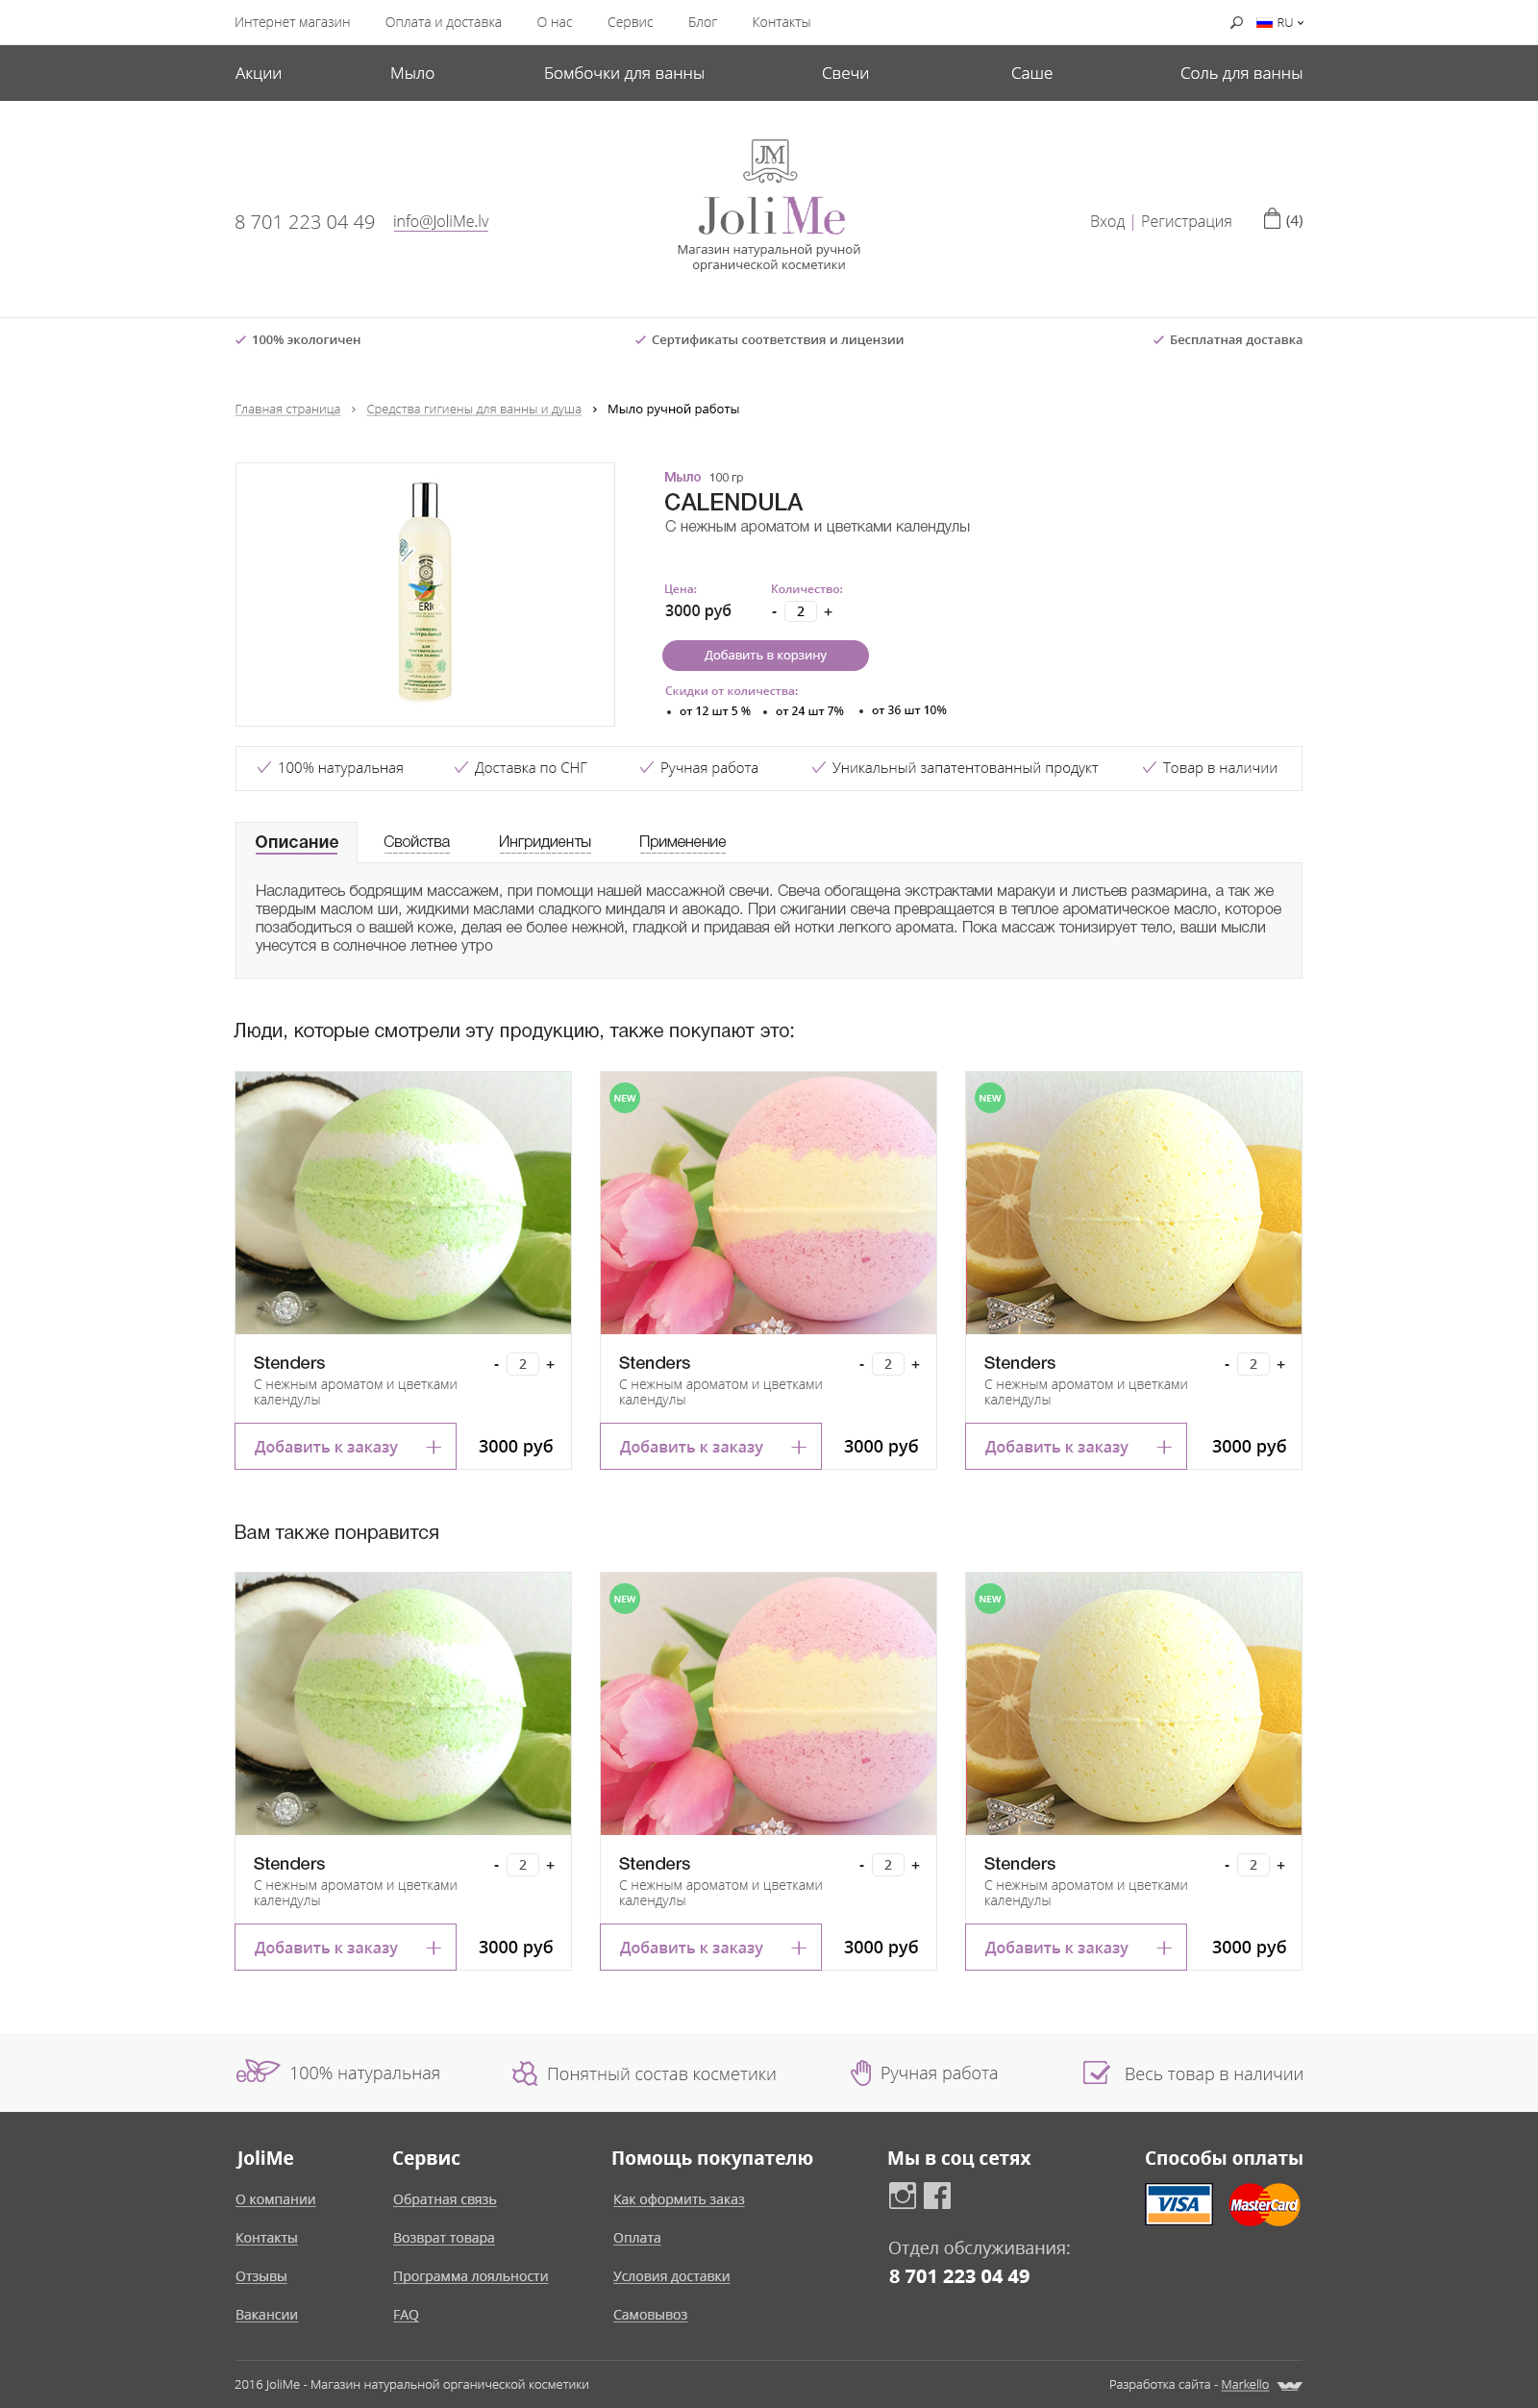 Интернет магазин Оплата и доставка О нас Сервис Блог Контакты RU
Акции Мыло Бомбочки для ванны Свечи Саше Соль для ванны
JM
8 701 223 04 49 info@JoliMe.lv
JoliMe
Магазин натуральной ручной
органической косметики
Вход | Регистрация (4)
100% экологичен Сертификаты соответствия и лицензии Бесплатная доставка
Главная страница › Средства гигиены для ванны и душа › Мыло ручной работы
Мыло 100 гр
CALENDULA
С нежным ароматом и цветками календулы
Цена: Количество:
3000 руб - 2 +
Добавить в корзину
Скидки от количества:
• от 12 шт 5 % • от 24 шт 7% • от 36 шт 10%
100% натуральная Доставка по СНГ Ручная работа Уникальный запатентованный продукт Товар в наличии
Описание Свойства Ингридиенты Применение
Насладитесь бодрящим массажем, при помощи нашей массажной свечи. Свеча обогащена экстрактами маракуи и листьев размарина, а так же
твердым маслом ши, жидкими маслами сладкого миндаля и авокадо. При сжигании свеча превращается в теплое ароматическое масло, которое
позабодиться о вашей коже, делая ее более нежной, гладкой и придавая ей нотки легкого аромата. Пока массаж тонизирует тело, ваши мысли
унесутся в солнечное летнее утро
Люди, которые смотрели эту продукцию, также покупают это:
NEW NEW
Stenders - 2 + Stenders - 2 + Stenders - 2 +
С нежным ароматом и цветками С нежным ароматом и цветками С нежным ароматом и цветками
календулы календулы календулы
Добавить к заказу + 3000 руб Добавить к заказу + 3000 руб Добавить к заказу + 3000 руб
Вам также понравится
NEW NEW
Stenders - 2 + Stenders - 2 + Stenders - 2 +
С нежным ароматом и цветками С нежным ароматом и цветками С нежным ароматом и цветками
календулы календулы календулы
Добавить к заказу + 3000 руб Добавить к заказу + 3000 руб Добавить к заказу + 3000 руб
eco 100% натуральная Понятный состав косметики Ручная работа Весь товар в наличии
JoliMe Сервис Помощь покупателю Мы в соц сетях Способы оплаты
О компании Обратная связь Как оформить заказ VISA MasterCard
Контакты Возврат товара Оплата Отдел обслуживания:
Отзывы Программа лояльности Условия доставки 8 701 223 04 49
Вакансии FAQ Самовывоз
2016 JoliMe - Магазин натуральной органической косметики Разработка сайта - Markello